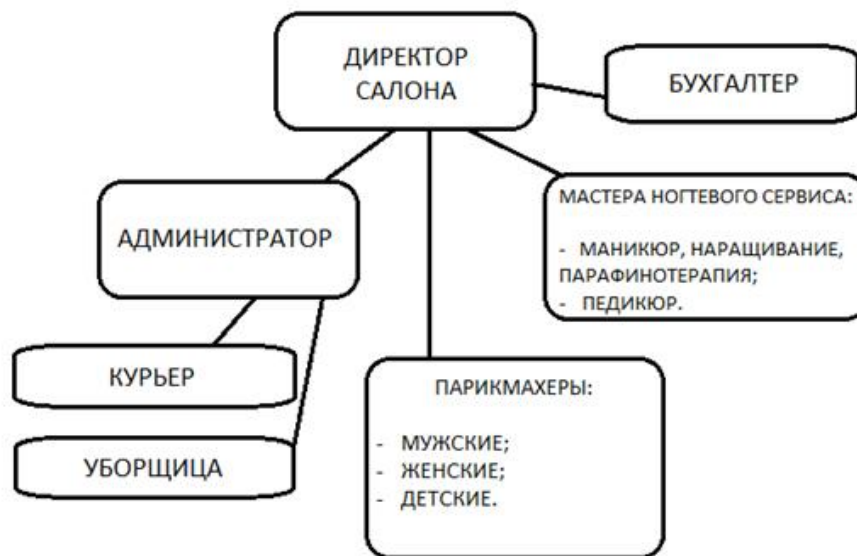 ДИРЕКТОР
САЛОНА
БУХГАЛТЕР
АДМИНИСТРАТОР
МАСТЕРА НОГТЕВОГО СЕРВИСА:
- МАНИКЮР, НАРАЩИВАНИЕ,
ПАРАФИНОТЕРАПИЯ;
- ПЕДИКЮР.
КУРЬЕР
УБОРЩИЦА
ПАРИКМАХЕРЫ:
- МУЖСКИЕ;
- ЖЕНСКИЕ;
- ДЕТСКИЕ.